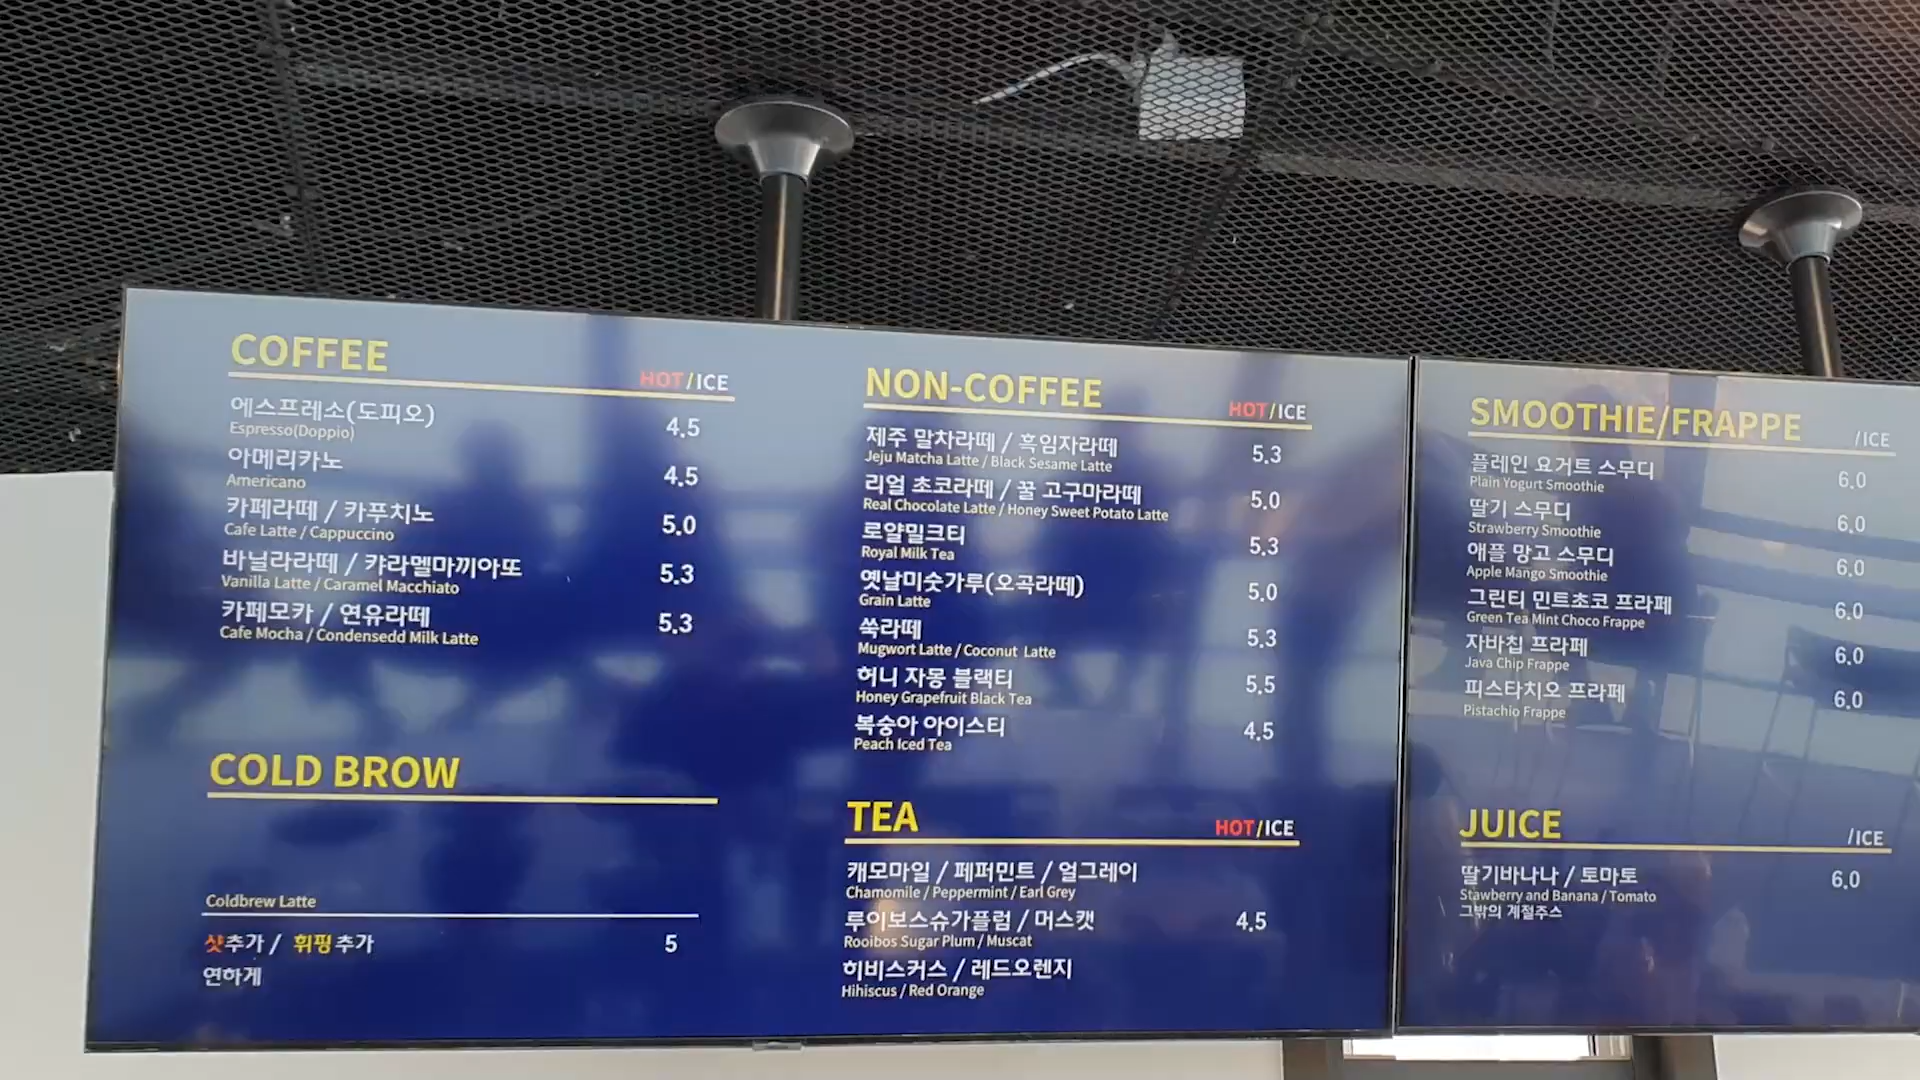 COFFEE
HOT/ICE
에스프레소(도피오) 4.5
Espresso(Doppio)
아메리카노 4.5
Americano
카페라떼 / 카푸치노 5.0
Cafe Latte / Cappuccino
바닐라라떼 / 캬라멜마끼아또 5.3
Vanilla Latte / Caramel Macchiato
카페모카 / 연유라떼 5.3
Cafe Mocha / Condensedd Milk Latte
COLD BROW
Coldbrew Latte
샷추가 / 휘핑추가 5
연하게
NON-COFFEE
HOT/ICE
제주 말차라떼 / 흑임자라떼 5.3
Jeju Matcha Latte / Black Sesame Latte
리얼 초코라떼 / 꿀 고구마라떼 5.0
Real Chocolate Latte / Honey Sweet Potato Latte
로얄밀크티 5.3
Royal Milk Tea
옛날미숫가루(오곡라떼) 5.0
Grain Latte
쑥라떼 5.3
Mugwort Latte / Coconut Latte
허니 자몽 블랙티 5.5
Honey Grapefruit Black Tea
복숭아 아이스티 4.5
Peach Iced Tea
TEA
HOT/ICE
캐모마일 / 페퍼민트 / 얼그레이
Chamomile / Peppermint / Earl Grey
루이보스슈가플럼 / 머스캣 4.5
Rooibos Sugar Plum / Muscat
히비스커스 / 레드오렌지
Hihiscus / Red Orange
SMOOTHIE/FRAPPE
/ICE
플레인 요거트 스무디 6.0
Plain Yogurt Smoothie
딸기 스무디 6.0
Strawberry Smoothie
애플 망고 스무디 6.0
Apple Mango Smoothie
그린티 민트초코 프라페 6.0
Green Tea Mint Choco Frappe
자바칩 프라페 6.0
Java Chip Frappe
피스타치오 프라페 6.0
Pistachio Frappe
JUICE
/ICE
딸기바나나 / 토마토 6.0
Stawberry and Banana / Tomato
그밖의 계절주스